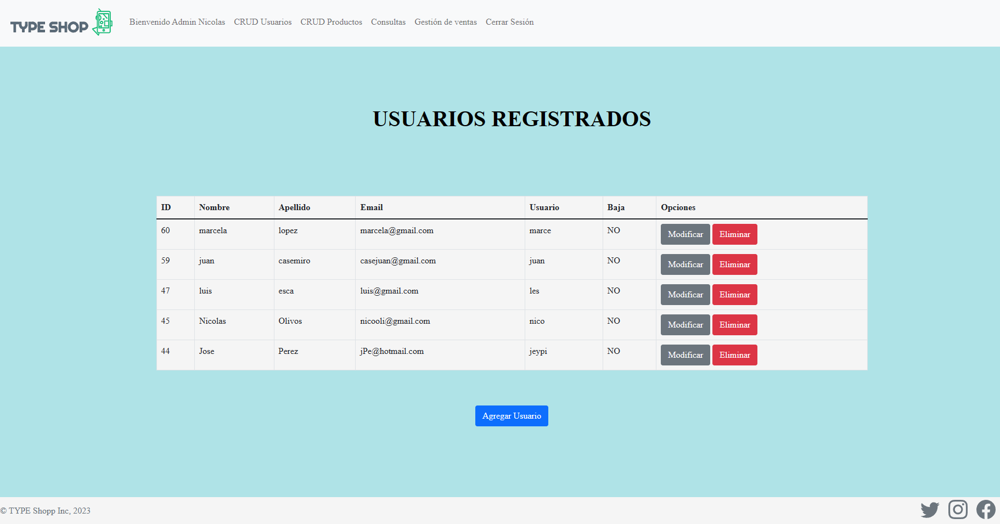 TYPE SHOP Bienvenido Admin Nicolas CRUD Usuarios CRUD Productos Consultas Gestión de ventas Cerrar Sesión
USUARIOS REGISTRADOS
ID Nombre Apellido Email Usuario Baja Opciones
60 marcela lopez marcela@gmail.com marce NO Modificar Eliminar
59 juan casemiro casejuan@gmail.com juan NO Modificar Eliminar
47 luis esca luis@gmail.com les NO Modificar Eliminar
45 Nicolas Olivos nicooli@gmail.com nico NO Modificar Eliminar
44 Jose Perez jPe@hotmail.com jeypi NO Modificar Eliminar
Agregar Usuario
© TYPE Shopp Inc, 2023